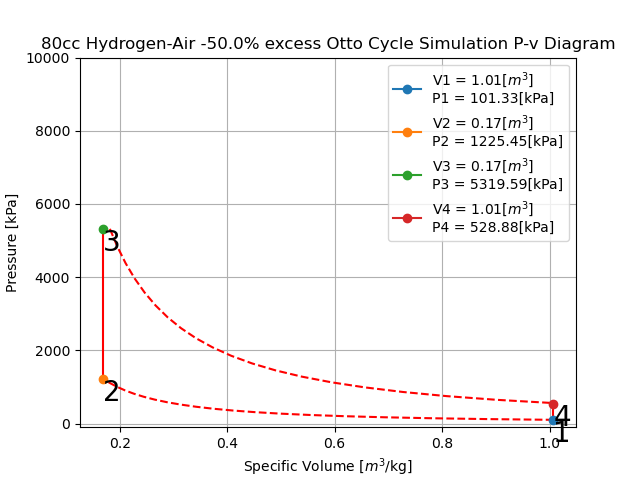 80cc Hydrogen-Air -50.0% excess Otto Cycle Simulation P-v Diagram
10000
8000
6000
4000
2000
0
Pressure [kPa]
V1 = 1.01[m³]
P1 = 101.33[kPa]
V2 = 0.17[m³]
P2 = 1225.45[kPa]
V3 = 0.17[m³]
P3 = 5319.59[kPa]
V4 = 1.01[m³]
P4 = 528.88[kPa]
3
2
4
1
0.2 0.4 0.6 0.8 1.0
Specific Volume [m³/kg]